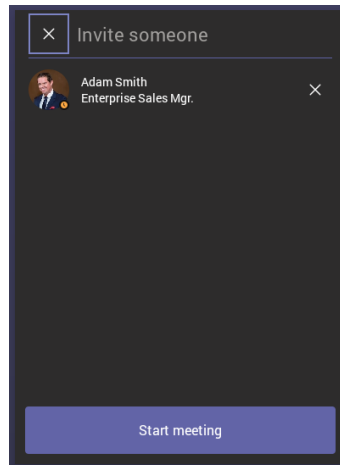 Invite someone
Adam Smith
Enterprise Sales Mgr.
Start meeting